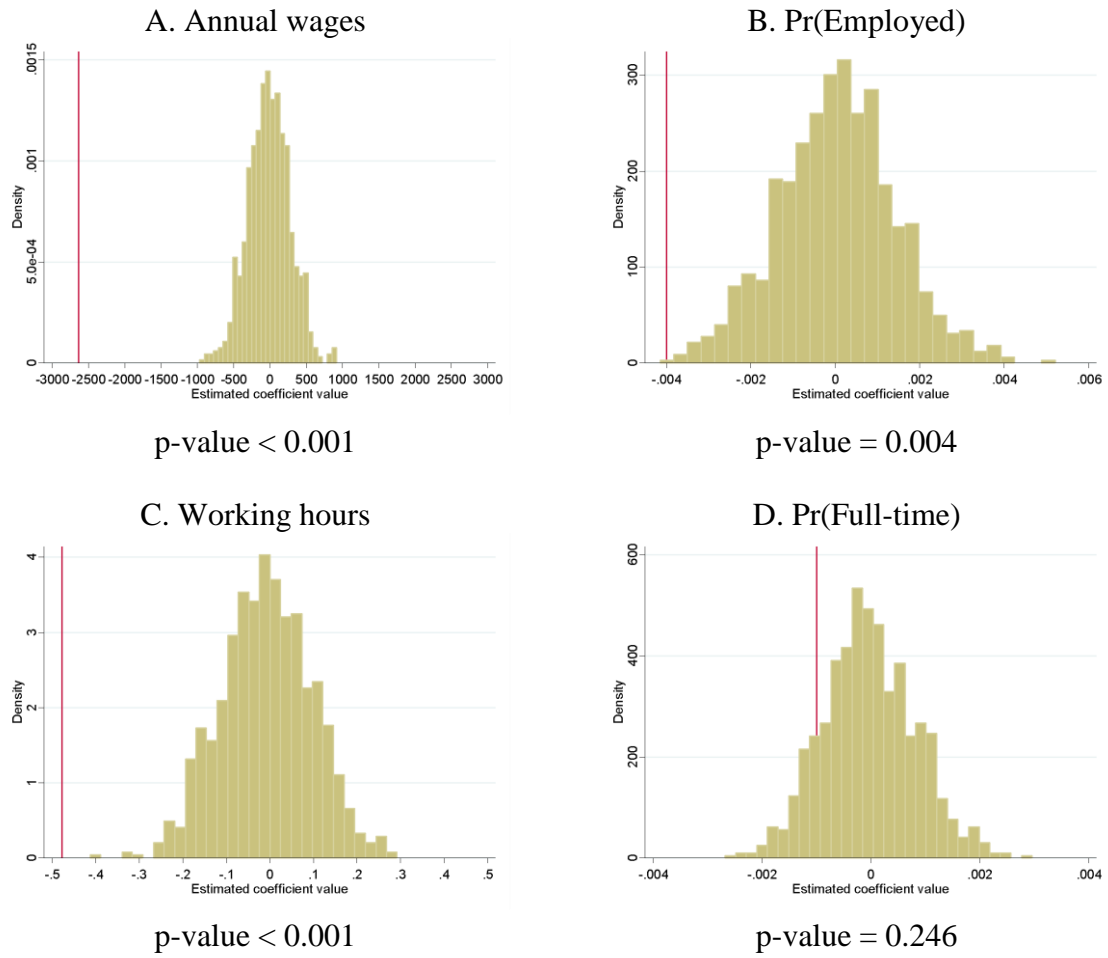 A. Annual wages
.0015
.001
5.0e-04
0
Density
-3000 -2500 -2000 -1500 -1000 -500 0 500 1000 1500 2000 2500 3000
Estimated coefficient value
p-value < 0.001
B. Pr(Employed)
300
200
100
0
Density
-.004 -.002 0 .002 .004 .006
Estimated coefficient value
p-value = 0.004
C. Working hours
4
3
2
1
0
Density
-.5 -.4 -.3 -.2 -.1 0 .1 .2 .3 .4 .5
Estimated coefficient value
p-value < 0.001
D. Pr(Full-time)
600
400
200
0
Density
-.004 -.002 0 .002 .004
Estimated coefficient value
p-value = 0.246